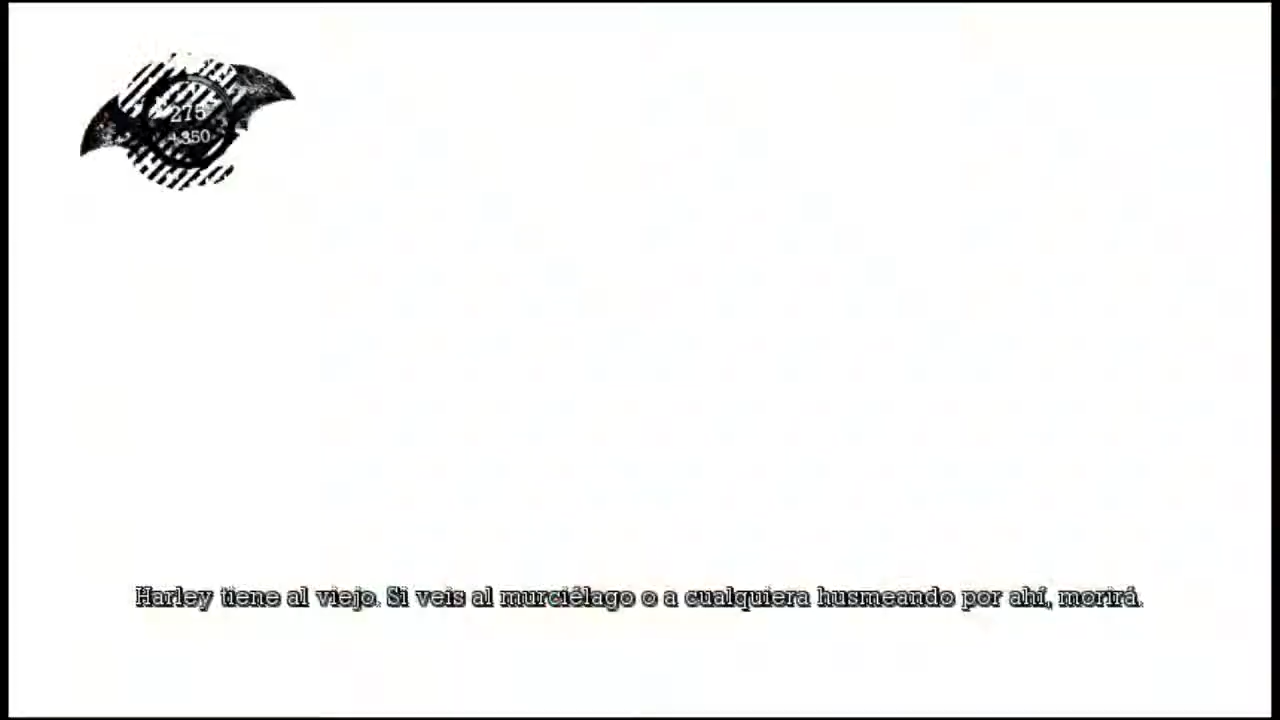 275
+350
Harley tiene al viejo. Si veis al murciélago o a cualquiera husmeando por ahí, morirá.